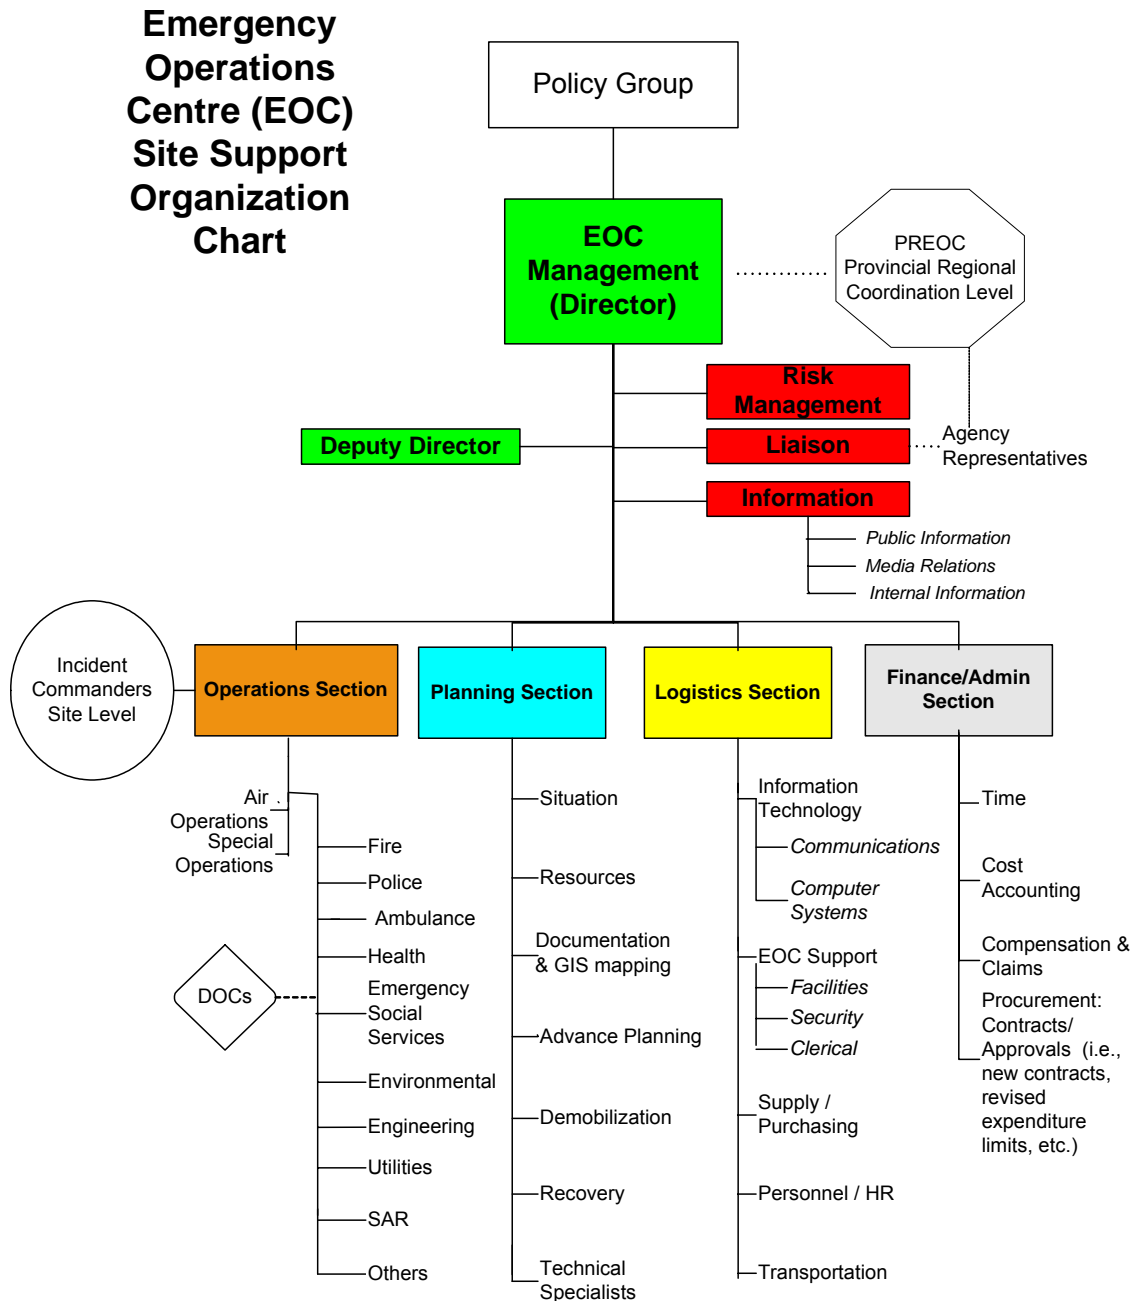 Emergency
Operations
Centre (EOC)
Site Support
Organization
Chart
Policy Group
EOC
Management
(Director)
PREOC
Provincial Regional
Coordination Level
Risk
Management
Deputy Director
Liaison
Agency
Representatives
Information
Public Information
Media Relations
Internal Information
Incident
Commanders
Site Level
Operations Section
Planning Section
Logistics Section
Finance/Admin
Section
Air
Operations
Special
Operations
Fire
Police
Ambulance
Health
DOCs
Emergency
Social
Services
Environmental
Engineering
Utilities
SAR
Others
Situation
Resources
Documentation
& GIS mapping
Advance Planning
Demobilization
Recovery
Technical
Specialists
Information
Technology
Communications
Computer
Systems
EOC Support
Facilities
Security
Clerical
Supply /
Purchasing
Personnel / HR
Transportation
Time
Cost
Accounting
Compensation &
Claims
Procurement:
Contracts/
Approvals (i.e.,
new contracts,
revised
expenditure
limits, etc.)